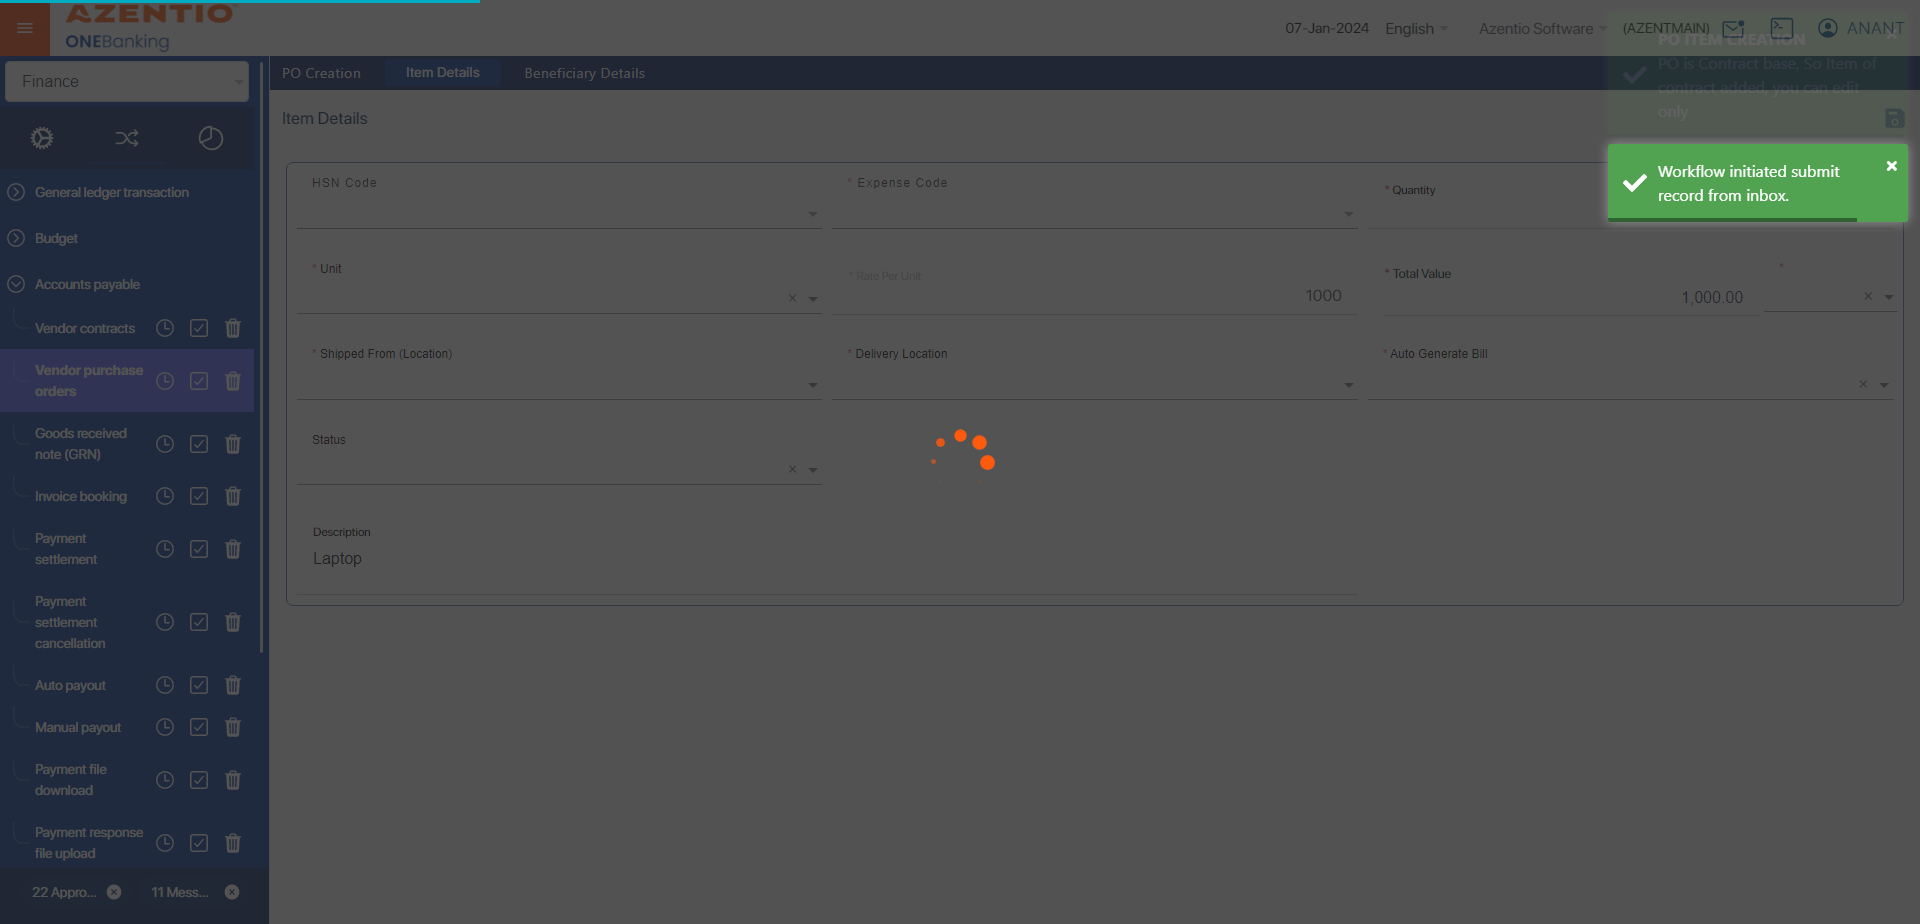 AZENTIO
ONEBanking
07-Jan-2024 English Azentio Software (AZENTMAIN) ANANT
Finance
PO Creation Item Details Beneficiary Details
PO ITEM CREATION
PO is Contract base, So Item of
contract added, you can edit
only
Workflow initiated submit
record from inbox.
General ledger transaction
Budget
Accounts payable
Vendor contracts
Vendor purchase
orders
Goods received
note (GRN)
Invoice booking
Payment
settlement
Payment
settlement
cancellation
Auto payout
Manual payout
Payment file
download
Payment response
file upload
22 Appro... 11 Mess...
Item Details
HSN Code
* Expense Code
* Quantity
* Unit
* Rate Per Unit
1000
* Total Value
1,000.00
*
* Shipped From (Location)
* Delivery Location
* Auto Generate Bill
Status
Description
Laptop